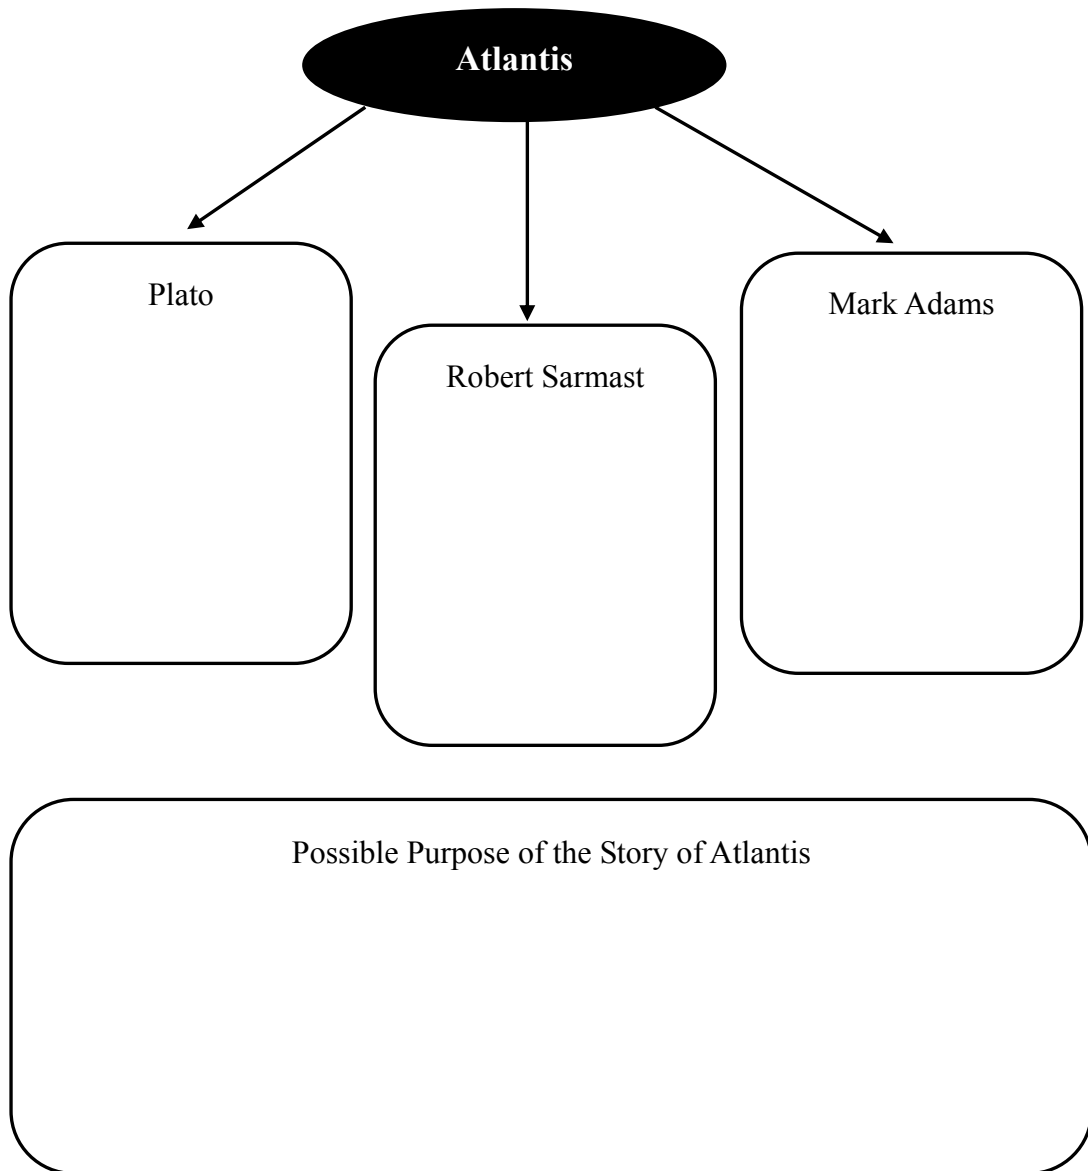 Atlantis
Plato
Mark Adams
Robert Sarmast
Possible Purpose of the Story of Atlantis